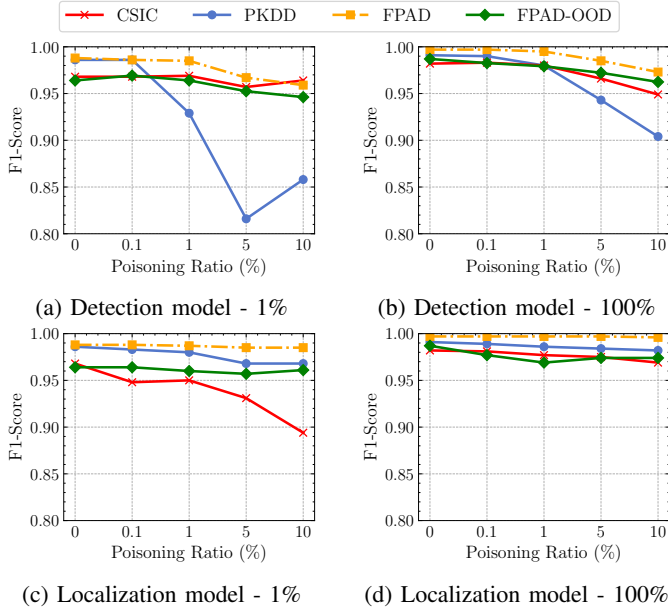 CSIC PKDD FPAD FPAD-OOD
1.00 1.00
0.95 0.95
0.90 0.90
0.85 0.85
0.80 0.80
F1-Score F1-Score
0 0.1 1 5 10 0 0.1 1 5 10
Poisoning Ratio (%) Poisoning Ratio (%)
(a) Detection model - 1% (b) Detection model - 100%
1.00 1.00
0.95 0.95
0.90 0.90
0.85 0.85
0.80 0.80
F1-Score F1-Score
0 0.1 1 5 10 0 0.1 1 5 10
Poisoning Ratio (%) Poisoning Ratio (%)
(c) Localization model - 1% (d) Localization model - 100%